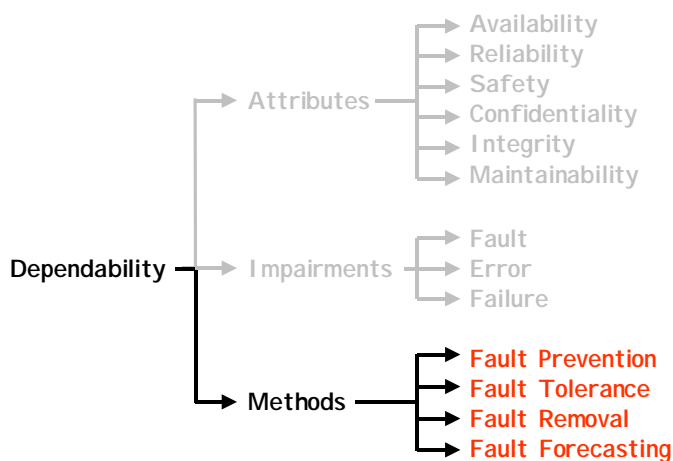 Availability
Reliability
Safety
Attributes
Confidentiality
Integrity
Maintainability
Fault
Dependability
Impairments
Error
Failure
Fault Prevention
Fault Tolerance
Methods
Fault Removal
Fault Forecasting